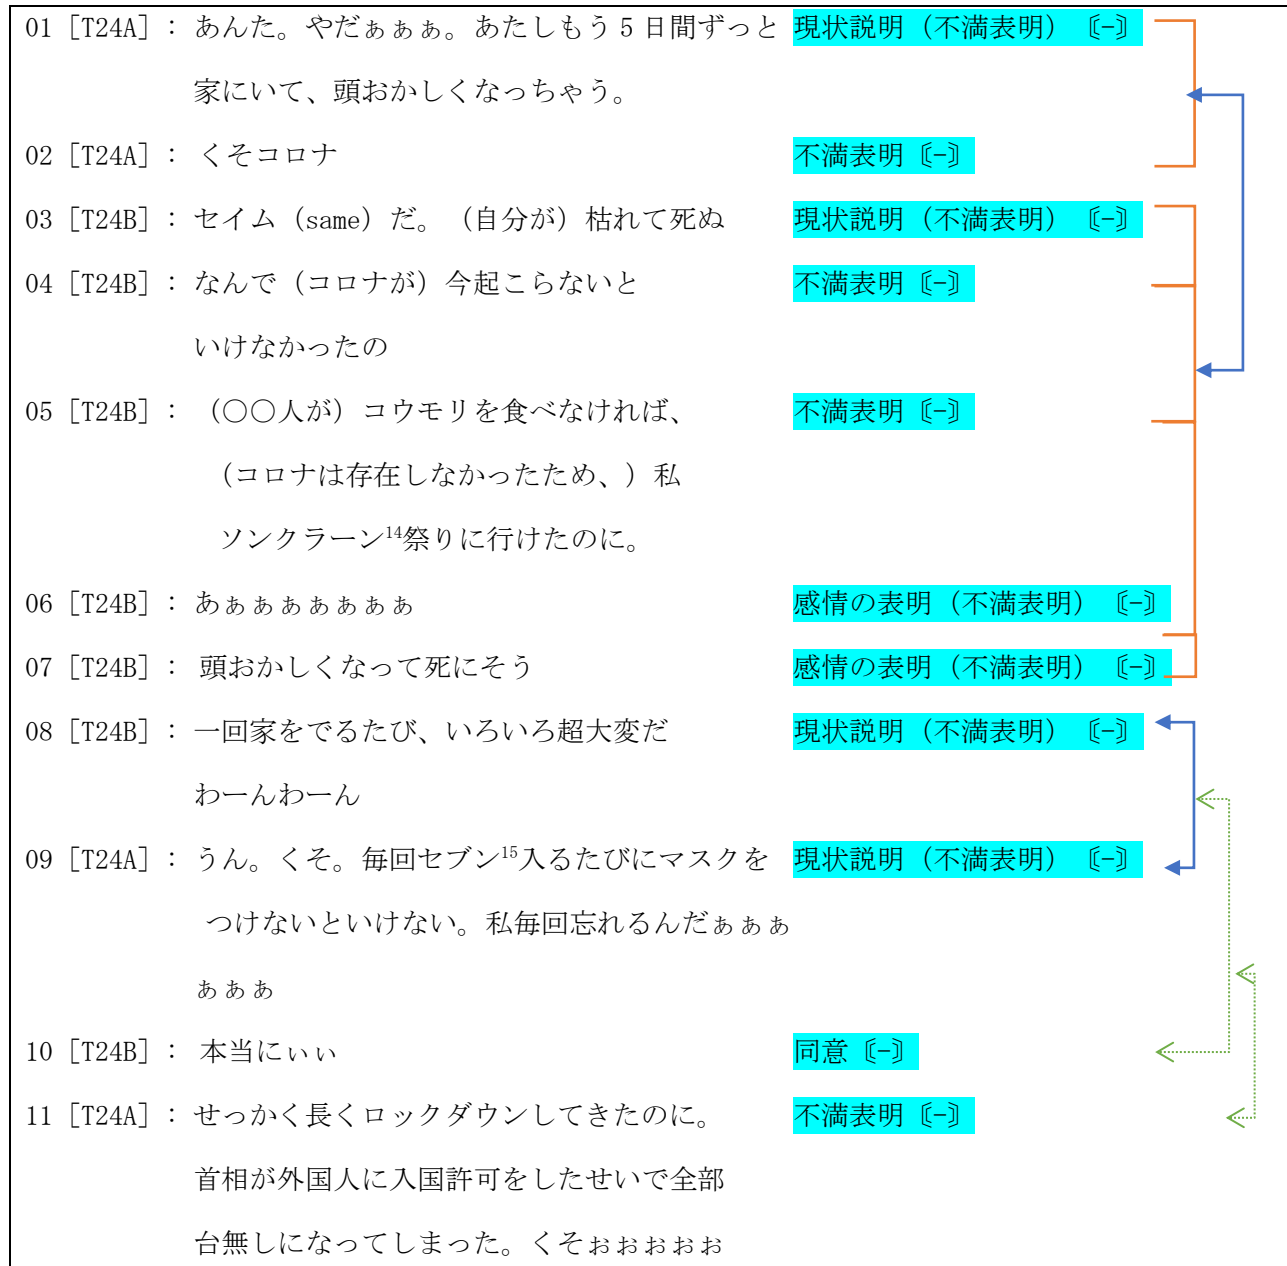 01 [T24A] : あんた。やだぁぁぁ。あたしもう５日間ずっと 現状説明（不満表明）〔-〕
家にいて、頭おかしくなっちゃう。
02 [T24A] : くそコロナ 不満表明〔-〕
03 [T24B] : セイム（same）だ。（自分が）枯れて死ぬ 現状説明（不満表明）〔-〕
04 [T24B] : なんで（コロナが）今起こらないと 不満表明〔-〕
いけなかったの
05 [T24B] : （○○人が）コウモリを食べなければ、 不満表明〔-〕
（コロナは存在しなかったため、）私
ソンクラーン14祭りに行けたのに。
06 [T24B] : あぁぁぁぁぁぁぁ 感情の表明（不満表明）〔-〕
07 [T24B] : 頭おかしくなって死にそう 感情の表明（不満表明）〔-〕
08 [T24B] : 一回家をでるたび、いろいろ超大変だ 現状説明（不満表明）〔-〕
わーんわーん
09 [T24A] : うん。くそ。毎回セブン15入るたびにマスクを 現状説明（不満表明）〔-〕
つけないといけない。私毎回忘れるんだぁぁぁ
ぁぁぁ
10 [T24B] : 本当にぃぃ 同意〔-〕
11 [T24A] : せっかく長くロックダウンしてきたのに。 不満表明〔-〕
首相が外国人に入国許可をしたせいで全部
台無しになってしまった。くそぉぉぉぉぉ